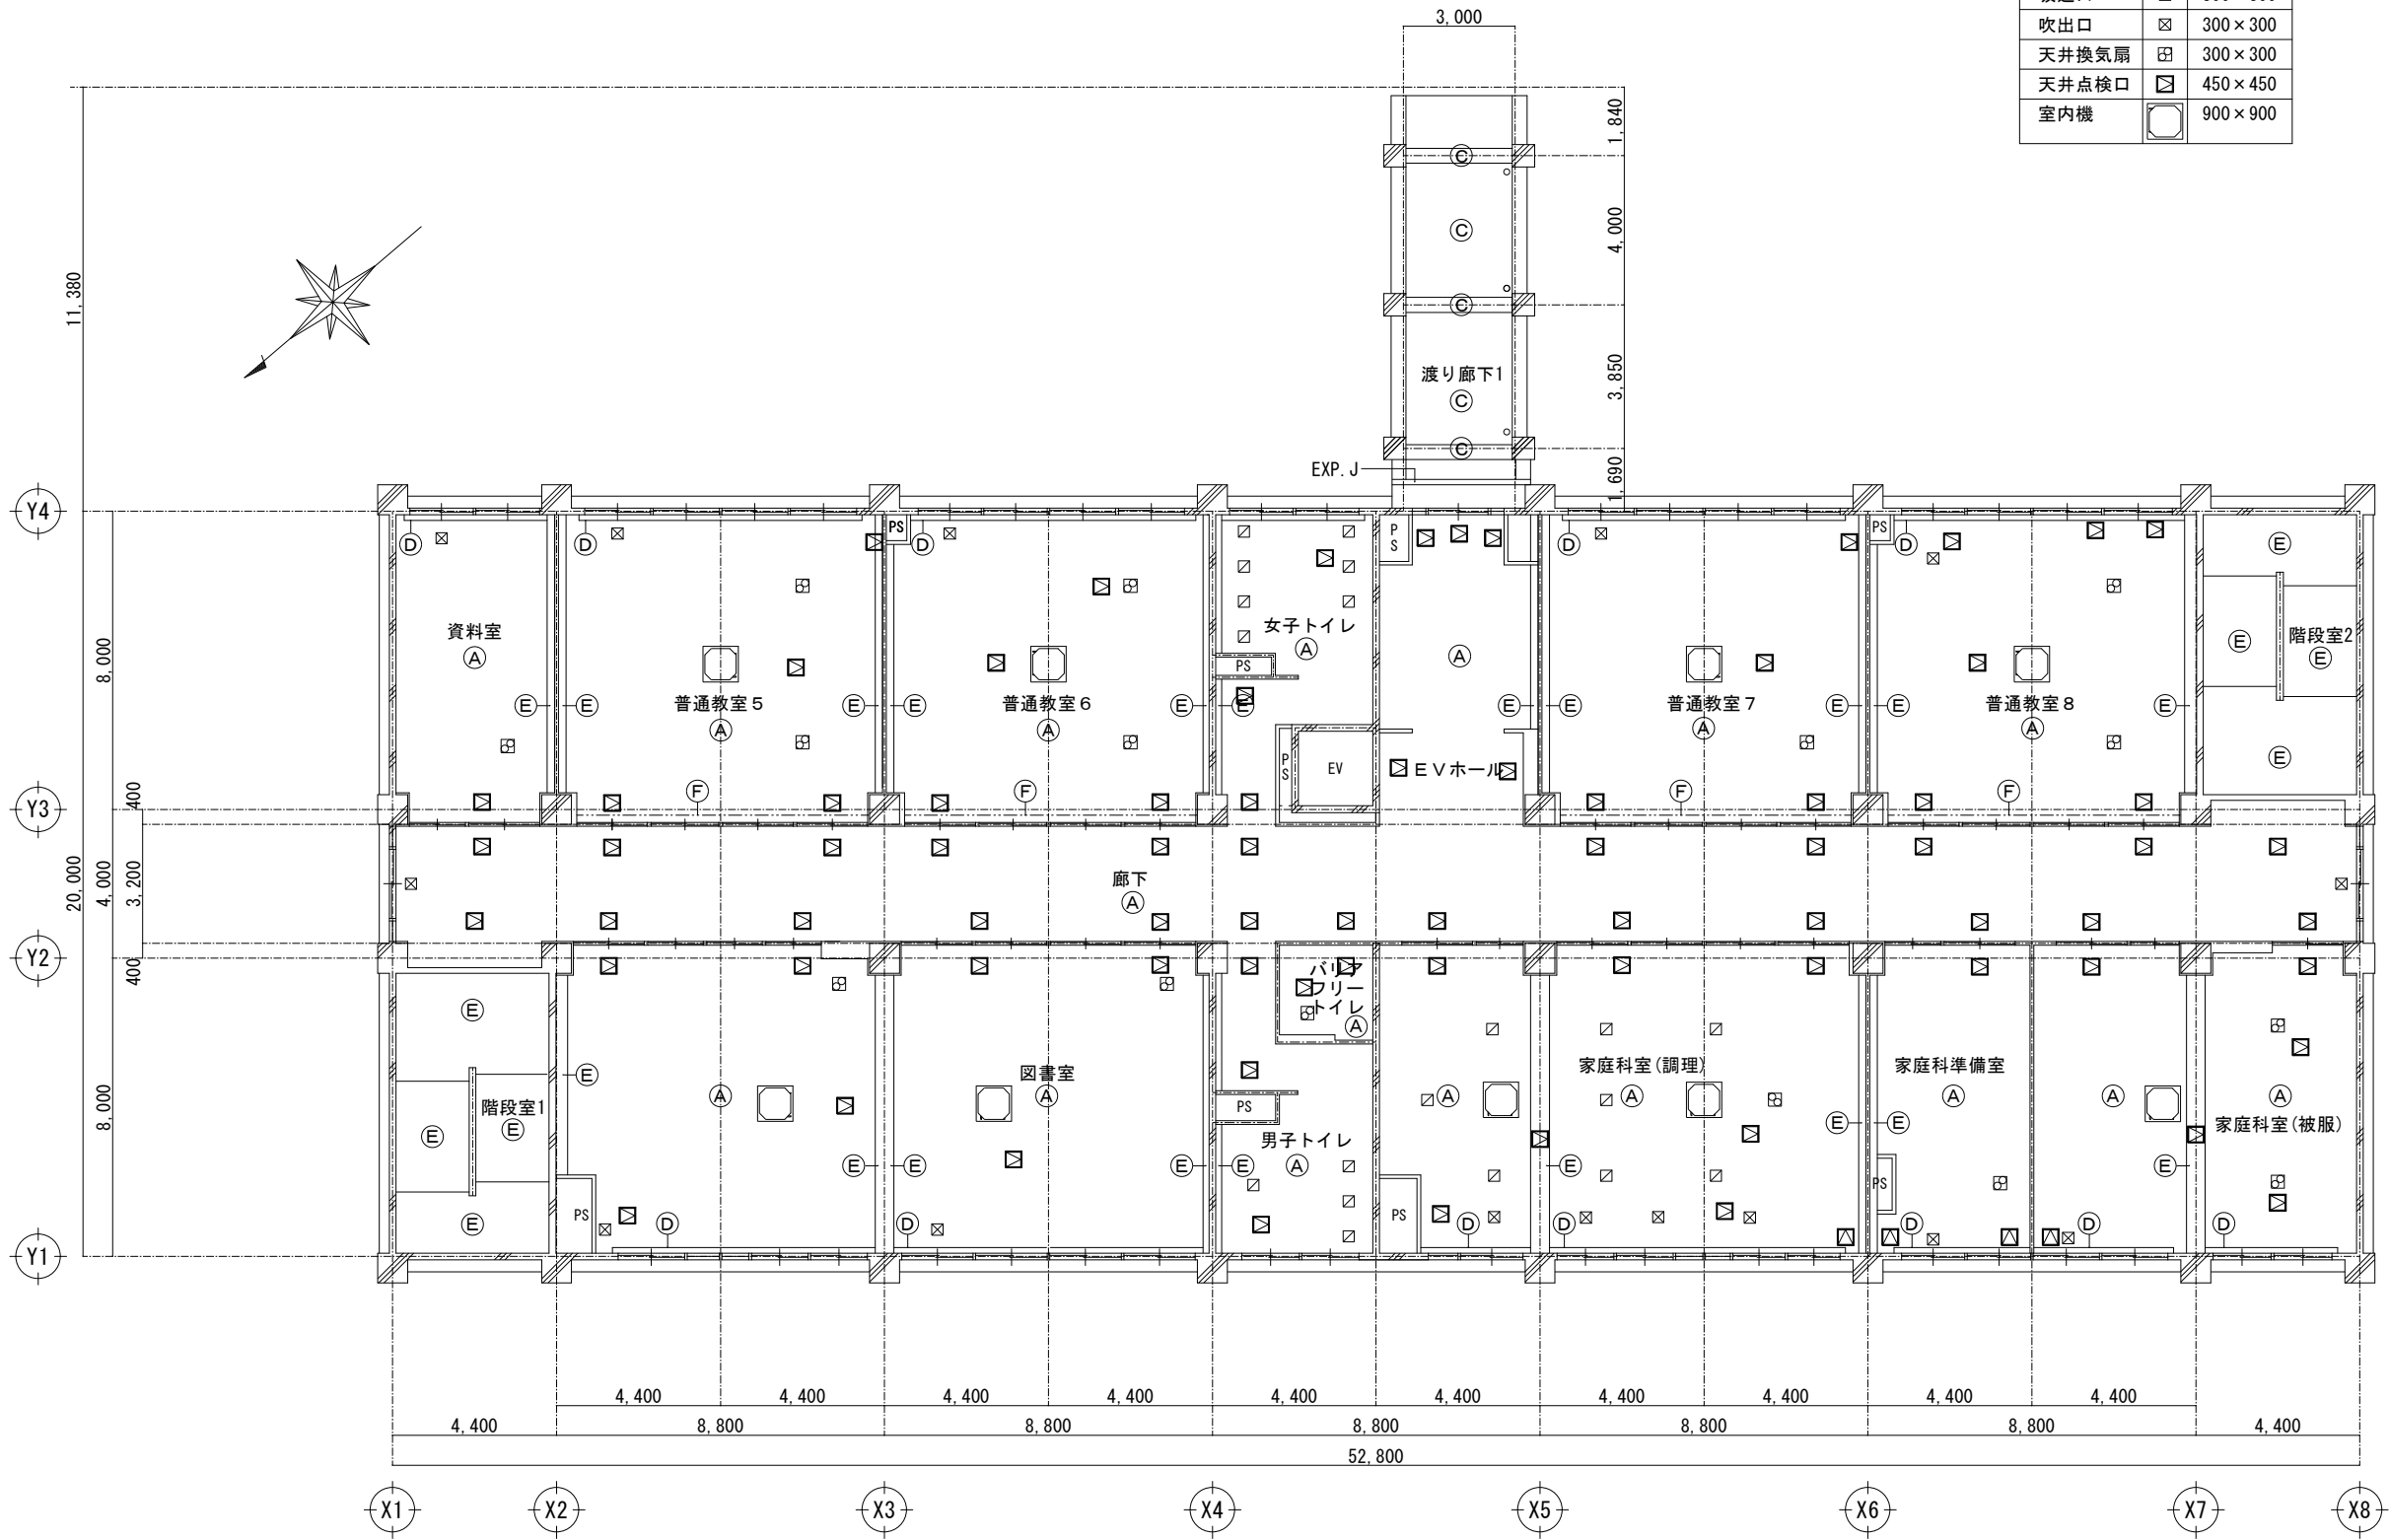 3,000
吹出口 300×300
天井換気扇 300×300
天井点検口 450×450
室内機 900×900
1,840
4,000
3,850
1,690
11,380
渡り廊下1
C
C
C
C
C
EXP.J
Y4
Y3
Y2
Y1
8,000
400
20,000
4,000
3,200
400
8,000
D
D
PS
D
PS
D
PS
D
E
資料室
A
E
E
普通教室5
A
E
E
普通教室6
A
E
E
女子トイレ
A
PS
A
E
E
普通教室7
A
E
E
普通教室8
A
E
E
階段室2
E
E
PS
EV
EVホール
F
F
F
F
廊下
A
E
階段室1
E
E
E
E
A
図書室
A
バリア
フリー
トイレ
A
PS
男子トイレ
A
A
家庭科室(調理)
A
家庭科準備室
A
A
A
家庭科室(被服)
E
E
E
E
E
E
E
E
PS
D
D
PS
D
D
PS
D
D
D
4,400 4,400 4,400 4,400 4,400 4,400 4,400 4,400 4,400 4,400
4,400 8,800 8,800 8,800 8,800 8,800 4,400
52,800
X1 X2 X3 X4 X5 X6 X7 X8